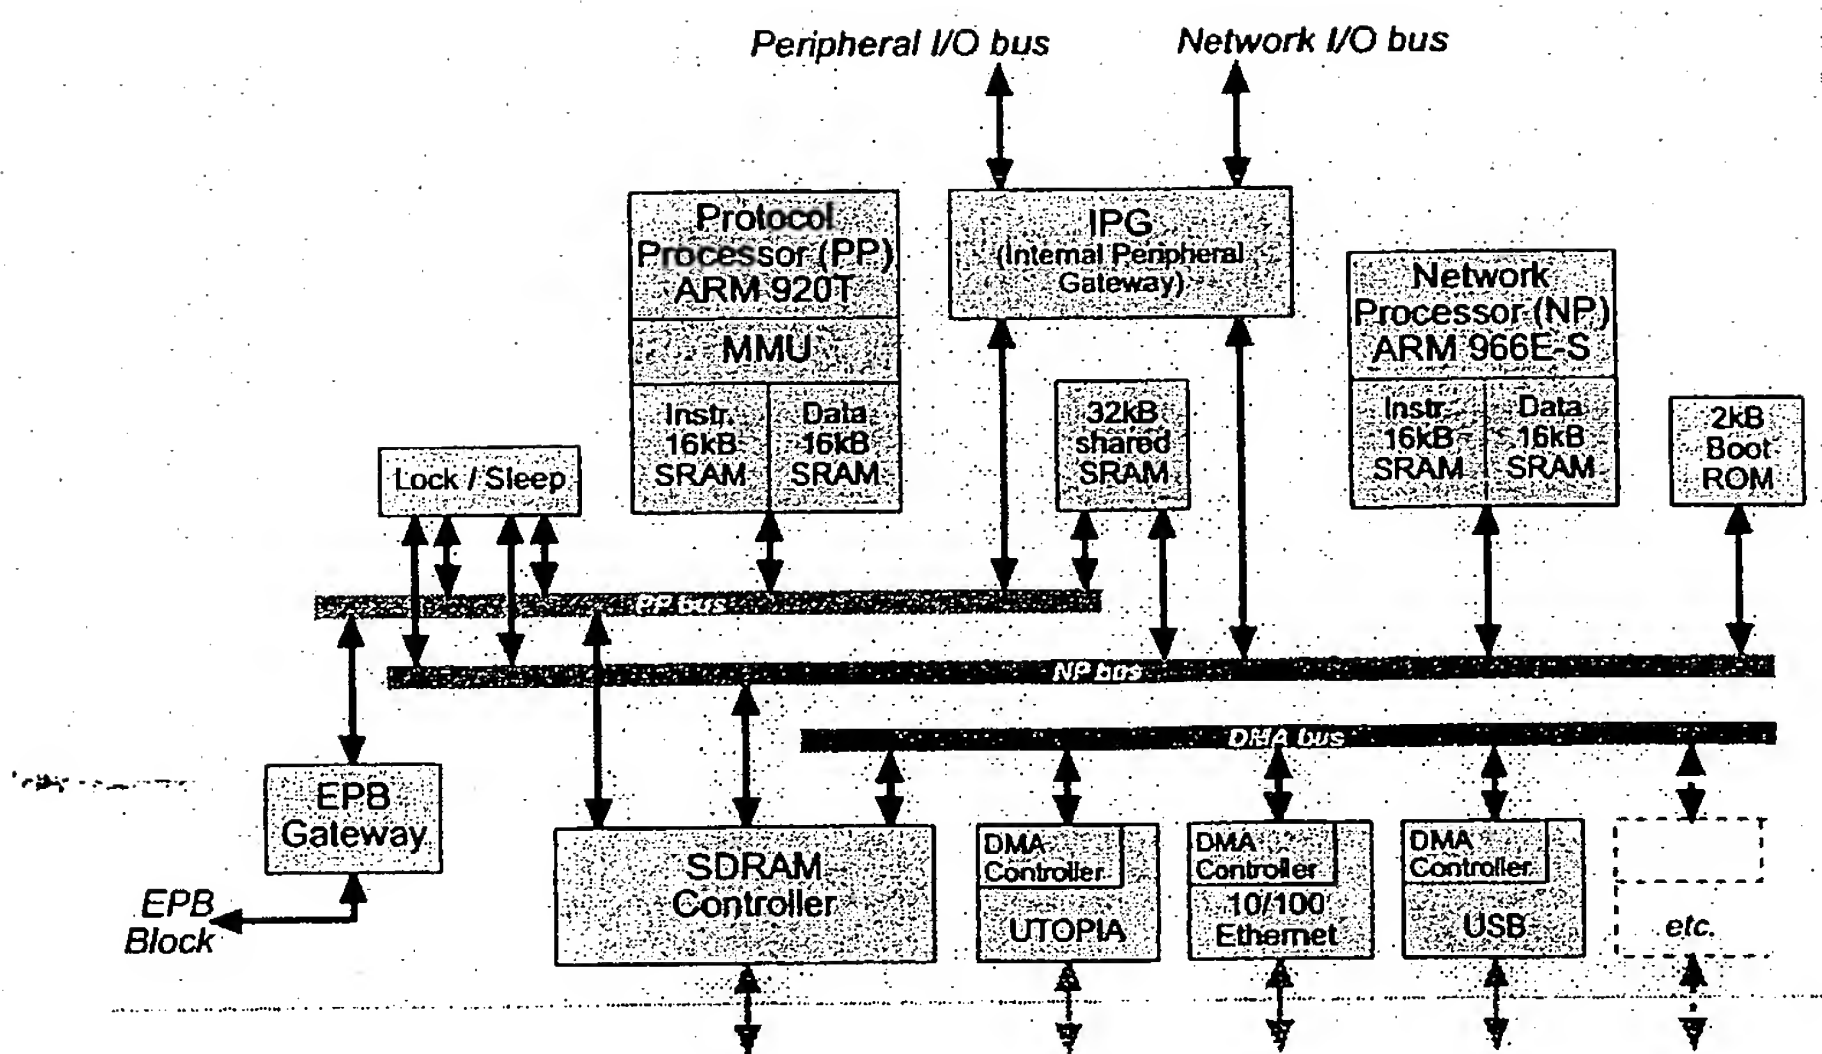 Peripheral I/O bus
Network I/O bus
Protocol
Processor (PP)
ARM 920T
MMU
Instr.
16kB
SRAM
Data
16kB
SRAM
IPG
(Internal Peripheral
Gateway)
32kB
shared
SRAM
Network
Processor (NP)
ARM 966E-S
Instr.
16kB
SRAM
Data
16kB
SRAM
2kB
Boot
ROM
Lock / Sleep
PP bus
NP bus
DMA bus
EPB
Gateway
EPB
Block
SDRAM
Controller
DMA
Controller
UTOPIA
DMA
Controller
10/100
Ethernet
DMA
Controller
USB
etc.